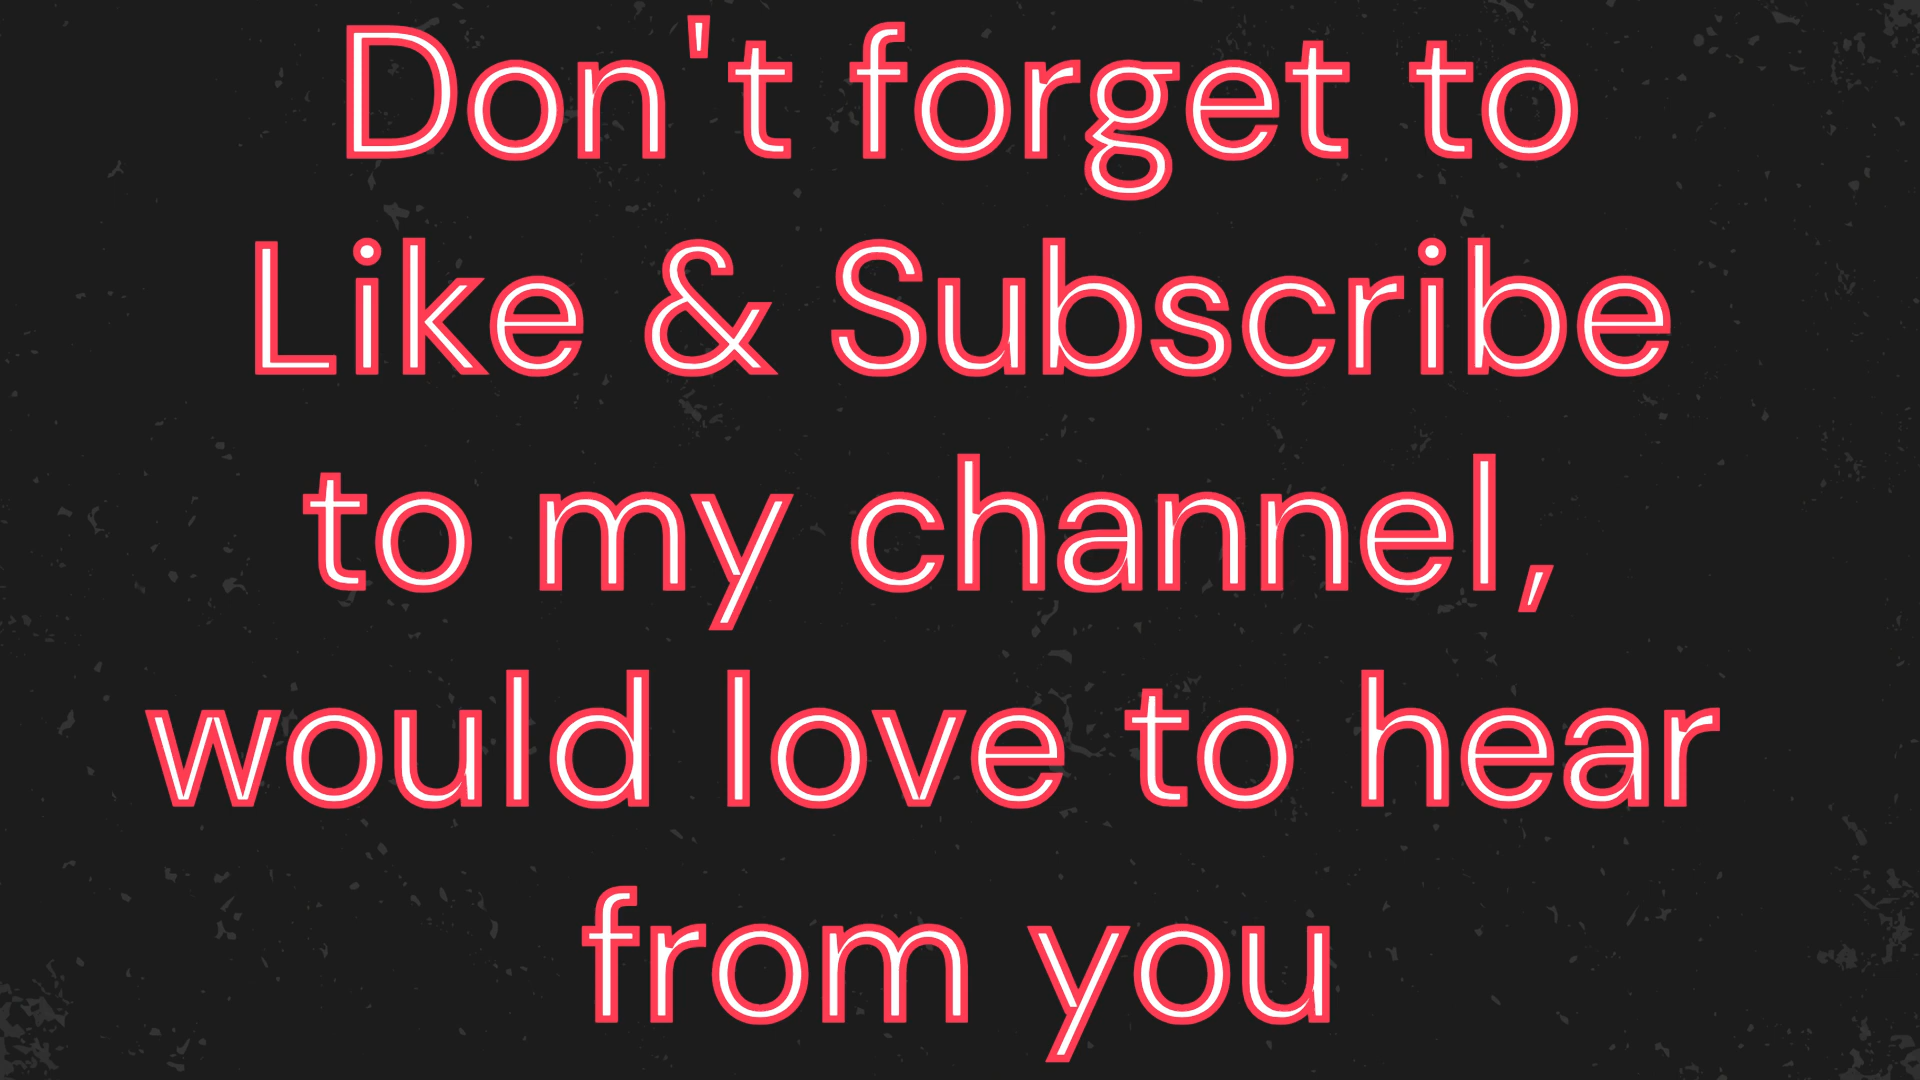 Don't forget to
Like & Subscribe
to my channel,
would love to hear
from you